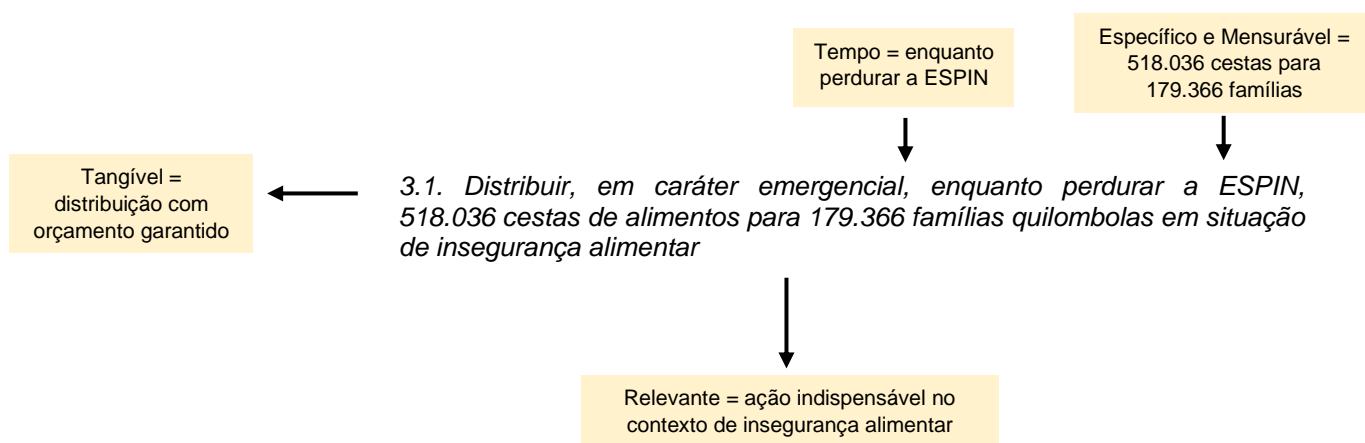 Tempo = enquanto
perdurar a ESPIN
Específico e Mensurável =
518.036 cestas para
179.366 famílias
Tangível =
distribuição com
orçamento garantido
3.1. Distribuir, em caráter emergencial, enquanto perdurar a ESPIN,
518.036 cestas de alimentos para 179.366 famílias quilombolas em situação
de insegurança alimentar
Relevante = ação indispensável no
contexto de insegurança alimentar